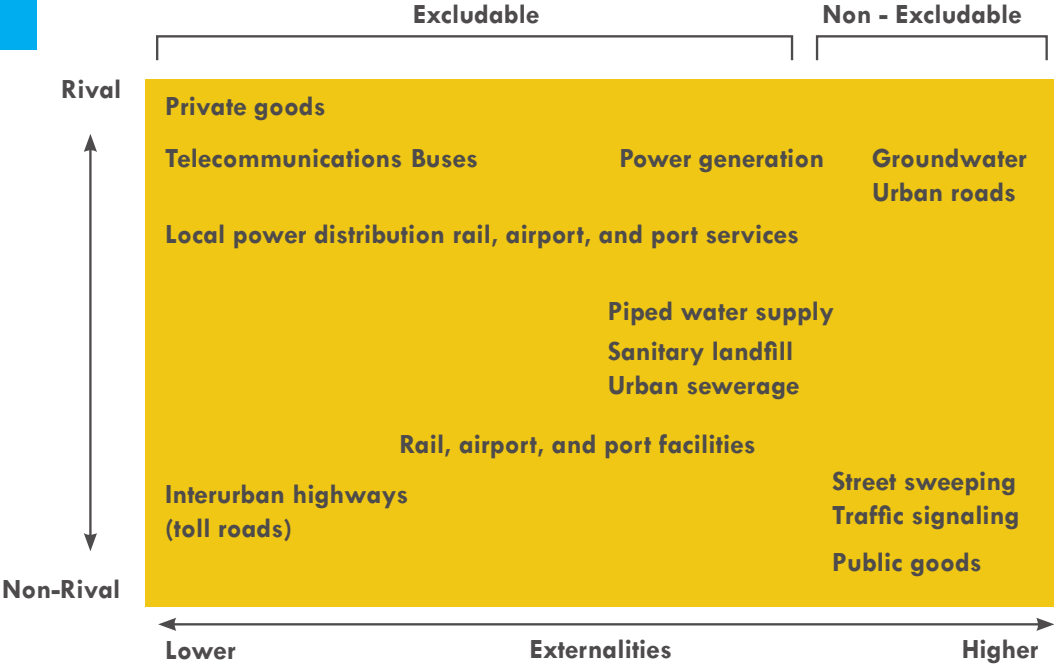 Excludable
Non - Excludable
Rival
Private goods
Telecommunications Buses
Power generation
Groundwater
Urban roads
Local power distribution rail, airport, and port services
Piped water supply
Sanitary landfill
Urban sewerage
Rail, airport, and port facilities
Interurban highways
(toll roads)
Street sweeping
Traffic signaling
Public goods
Non-Rival
Lower
Externalities
Higher